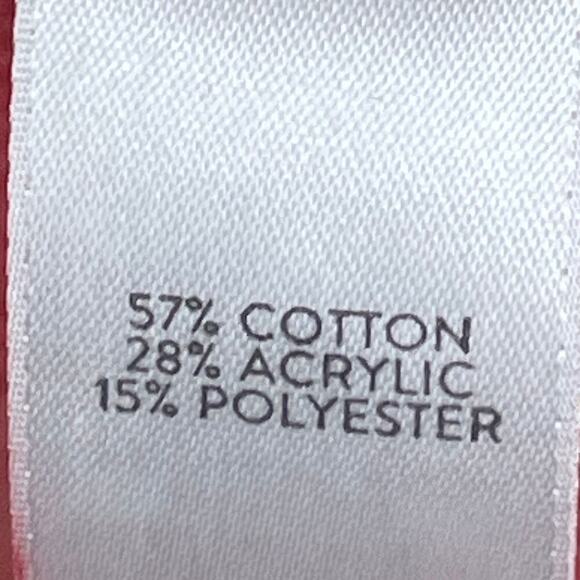 57% COTTON
28% ACRYLIC
15% POLYESTER